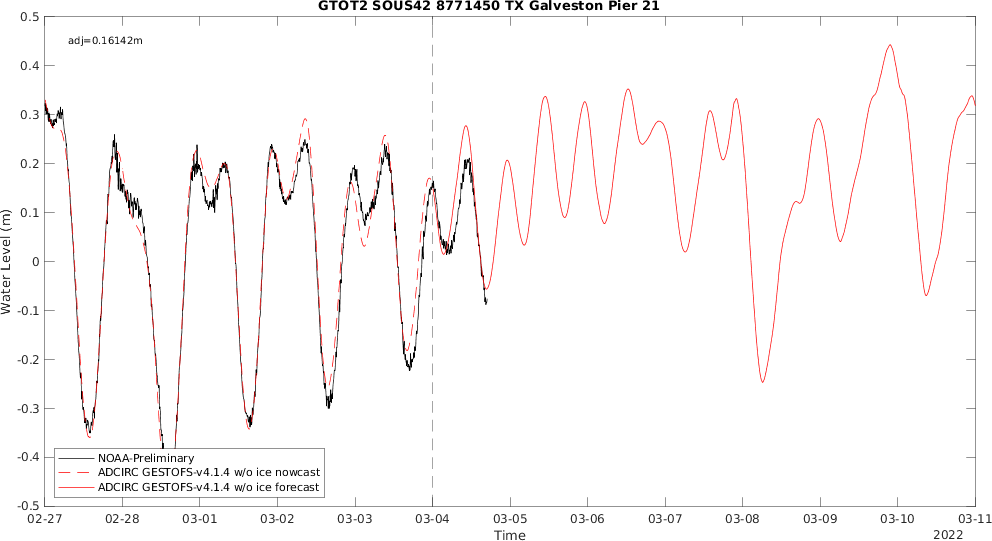 GTOT2 SOUS42 8771450 TX Galveston Pier 21
adj=0.16142m
0.5
0.4
0.3
0.2
0.1
0
-0.1
-0.2
-0.3
-0.4
-0.5
Water Level (m)
NOAA-Preliminary
ADCIRC GESTOFS-v4.1.4 w/o ice nowcast
ADCIRC GESTOFS-v4.1.4 w/o ice forecast
02-27 02-28 03-01 03-02 03-03 03-04 03-05 03-06 03-07 03-08 03-09 03-10 03-11
Time
2022